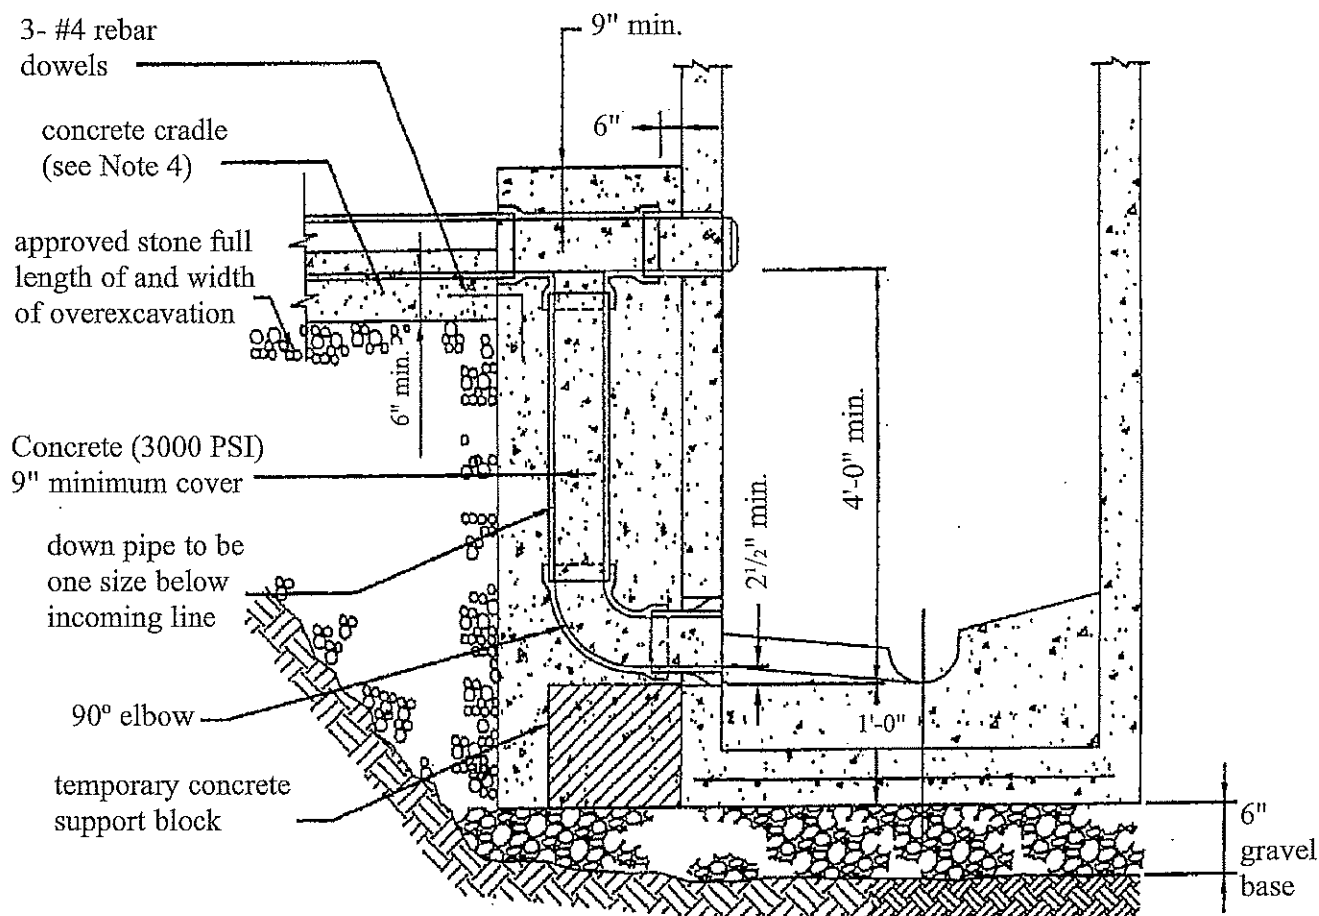 3- #4 rebar
dowels
9" min.
6"
concrete cradle
(see Note 4)
approved stone full
length of and width
of overexcavation
6" min.
Concrete (3000 PSI)
9" minimum cover
4'-0" min.
2 1/2" min.
down pipe to be
one size below
incoming line
90º elbow
1'-0"
temporary concrete
support block
6"
gravel
base